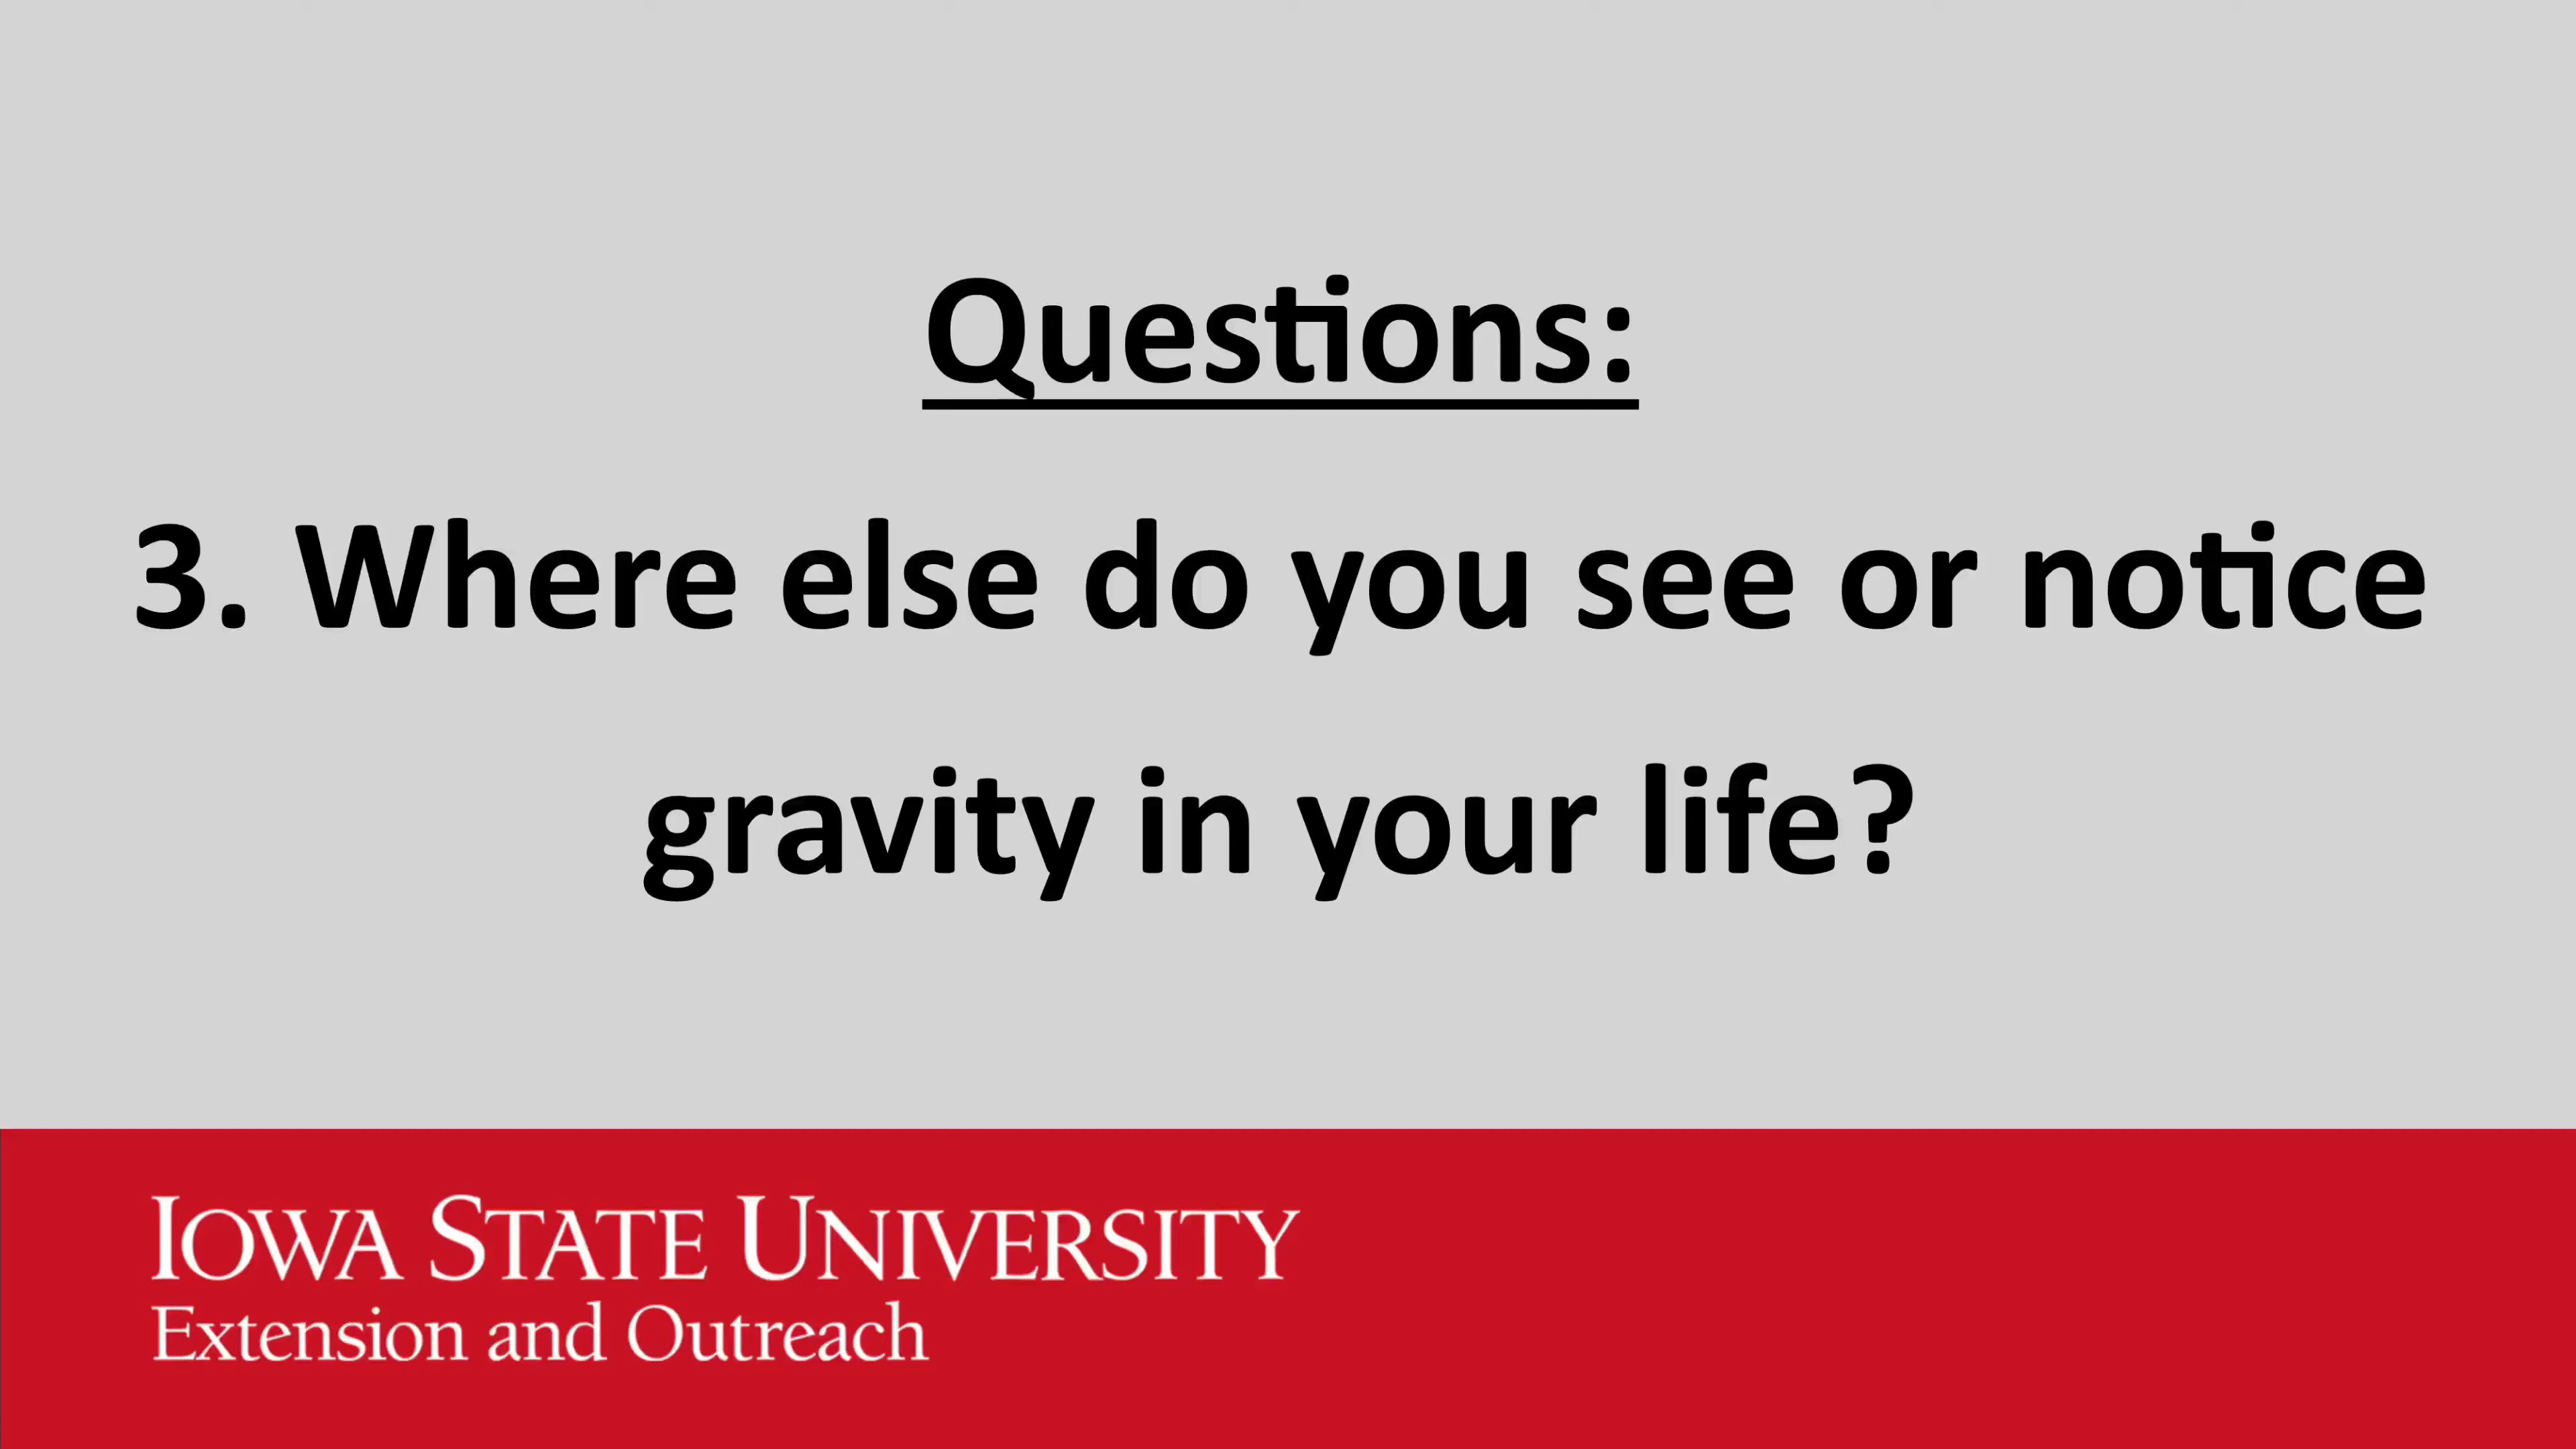 Questions:
3. Where else do you see or notice
gravity in your life?
IOWA STATE UNIVERSITY
Extension and Outreach